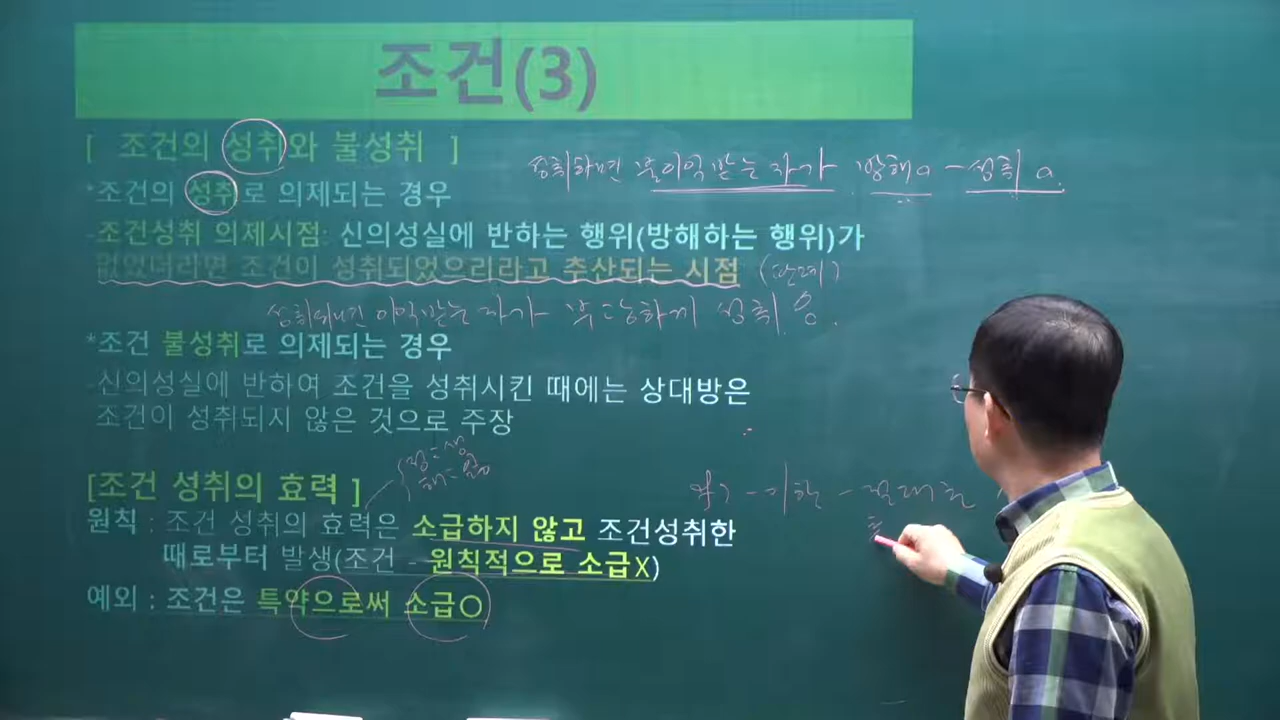 조건(3)
[ 조건의 성취와 불성취 ]
성취하면 불이익받는 자가 방해 - 성취
*조건의 성취로 의제되는 경우
-조건성취 의제시점: 신의성실에 반하는 행위(방해하는 행위)가
없었더라면 조건이 성취되었으리라고 추산되는 시점 (판례)
성취되면 이익받는 자가 부당하게 성취
*조건 불성취로 의제되는 경우
-신의성실에 반하여 조건을 성취시킨 때에는 상대방은
조건이 성취되지 않은 것으로 주장
[조건 성취의 효력 ]
원칙 : 조건 성취의 효력은 소급하지 않고 조건성취한
때로부터 발생(조건 - 원칙적으로 소급X)
- 기한 - 절대로
예외 : 조건은 특약으로써 소급○